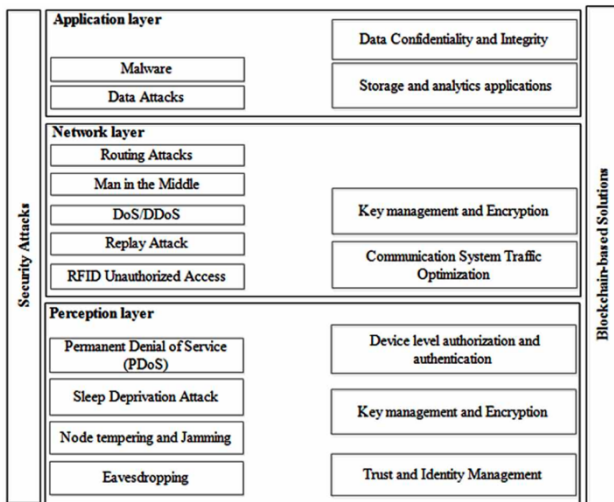 Security Attacks
Application layer
Malware
Data Attacks
Data Confidentiality and Integrity
Storage and analytics applications
Network layer
Routing Attacks
Man in the Middle
DoS/DDoS
Replay Attack
RFID Unauthorized Access
Key management and Encryption
Communication System Traffic
Optimization
Perception layer
Permanent Denial of Service
(PDoS)
Sleep Deprivation Attack
Node tempering and Jamming
Eavesdropping
Device level authorization and
authentication
Key management and Encryption
Trust and Identity Management
Blockchain-based Solutions